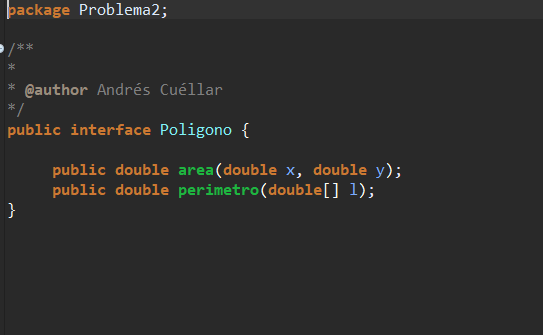 package Problema2;
/**
*
* @author Andrés Cuéllar
*/
public interface Poligono {
public double area(double x, double y);
public double perimetro(double[] l);
}